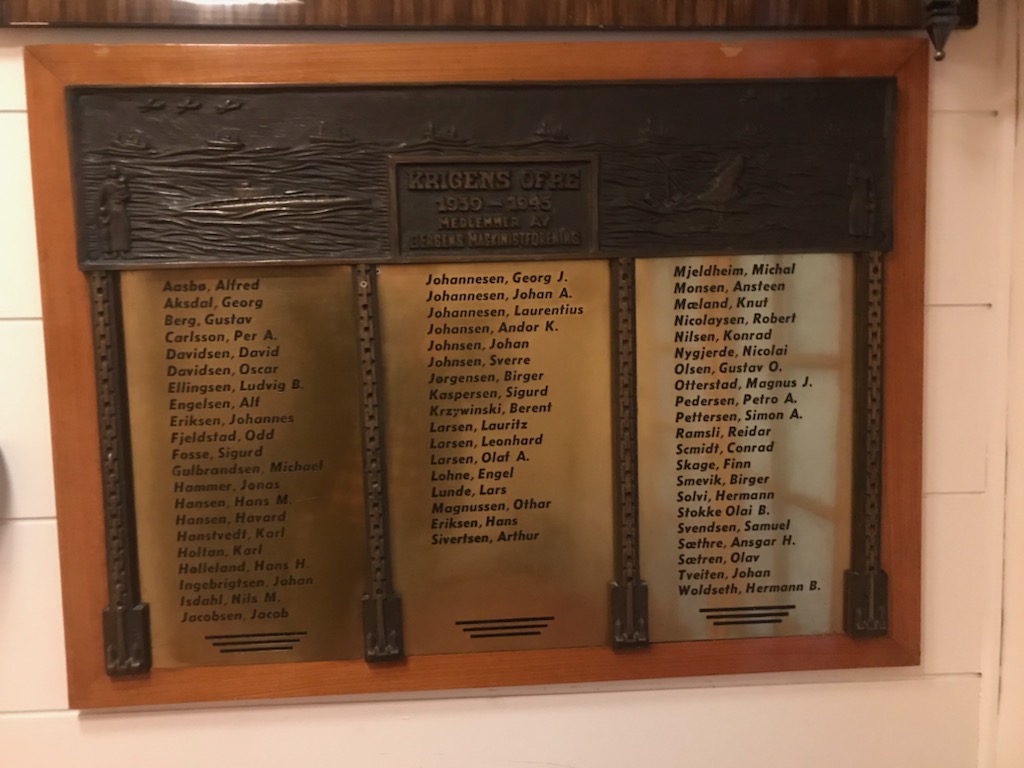 KRIGENS OFRE
1939 – 1945
MEDLEMMER AV
BERGENS MASKINISTFORENING
Aasbø, Alfred
Aksdal, Georg
Berg, Gustav
Carlsson, Per A.
Davidsen, David
Davidsen, Oscar
Ellingsen, Ludvig B.
Engelsen, Alf
Eriksen, Johannes
Fjeldstad, Odd
Fosse, Sigurd
Gulbrandsen, Michael
Hammer, Jonas
Hansen, Hans M.
Hansen, Håvard
Hanstvedt, Karl
Holtan, Karl
Hølleland, Hans H.
Ingebrigtsen, Johan
Isdahl, Nils M.
Jacobsen, Jacob
Johannesen, Georg J.
Johannesen, Johan A.
Johannesen, Laurentius
Johansen, Andor K.
Johnsen, Johan
Johnsen, Sverre
Jørgensen, Birger
Kaspersen, Sigurd
Krzywinski, Berent
Larsen, Lauritz
Larsen, Leonhard
Larsen, Olaf A.
Lohne, Engel
Lunde, Lars
Magnussen, Othar
Eriksen, Hans
Sivertsen, Arthur
Mjeldheim, Michal
Monsen, Ansteen
Mæland, Knut
Nicolaysen, Robert
Nilsen, Konrad
Nygjerde, Nicolai
Olsen, Gustav O.
Otterstad, Magnus J.
Pedersen, Petro A.
Pettersen, Simon A.
Ramsli, Reidar
Scmidt, Conrad
Skage, Finn
Smevik, Birger
Solvi, Hermann
Stokke Olai B.
Svendsen, Samuel
Sæthre, Ansgar H.
Sætren, Olav
Tveiten, Johan
Woldseth, Hermann B.